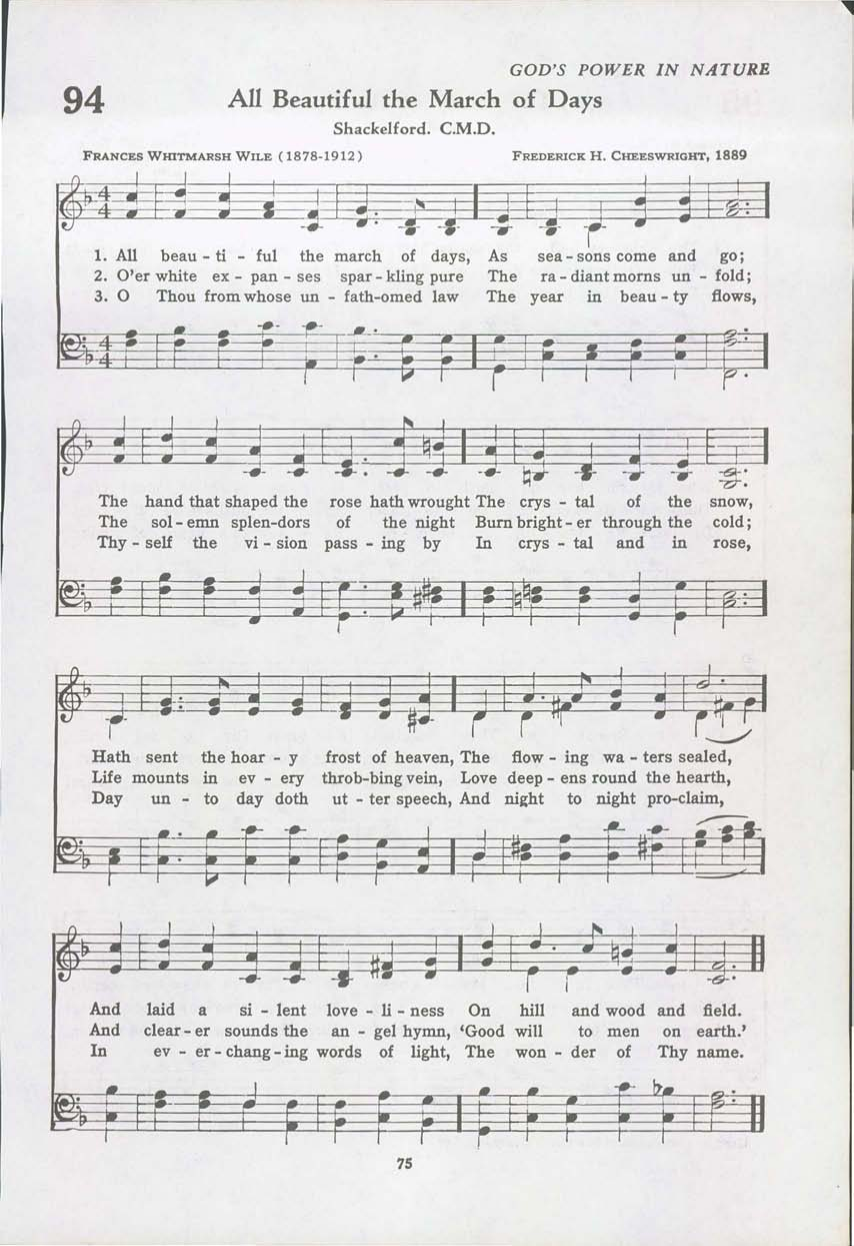 GOD'S POWER IN NATURE
94
All Beautiful the March of Days
Shackelford. C.M.D.
Frances Whitmarsh Wile (1878-1912) Frederick H. Cheeswright, 1889
1. All beau - ti - ful the march of days, As sea - sons come and go;
2. O'er white ex - pan - ses spar - kling pure The ra - diant morns un - fold;
3. O Thou from whose un - fath-omed law The year in beau - ty flows,
The hand that shaped the rose hath wrought The crys - tal of the snow,
The sol - emn splen-dors of the night Burn bright - er through the cold;
Thy - self the vi - sion pass - ing by In crys - tal and in rose,
Hath sent the hoar - y frost of heaven, The flow - ing wa - ters sealed,
Life mounts in ev - ery throb-bing vein, Love deep - ens round the hearth,
Day un - to day doth ut - ter speech, And night to night pro-claim,
And laid a si - lent love - li - ness On hill and wood and field.
And clear - er sounds the an - gel hymn, ‘Good will to men on earth.’
In ev - er-chang-ing words of light, The won - der of Thy name.
75